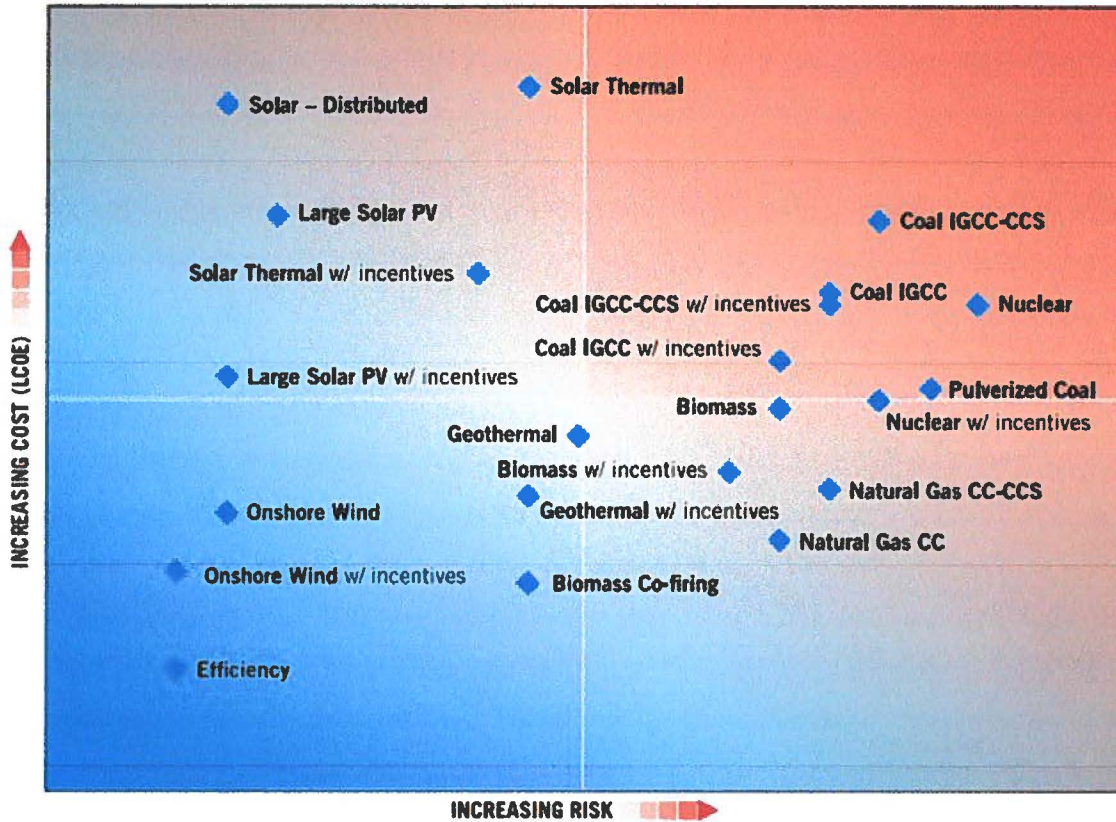 Solar Thermal
Solar – Distributed
Large Solar PV
Coal IGCC-CCS
Solar Thermal w/ incentives
Coal IGCC
Coal IGCC-CCS w/ incentives
Nuclear
Coal IGCC w/ incentives
Large Solar PV w/ incentives
Pulverized Coal
Biomass
Nuclear w/ incentives
Geothermal
Biomass w/ incentives
Natural Gas CC-CCS
Geothermal w/ incentives
Onshore Wind
Natural Gas CC
Onshore Wind w/ incentives
Biomass Co-firing
Efficiency
INCREASING COST (LCOE)
INCREASING RISK